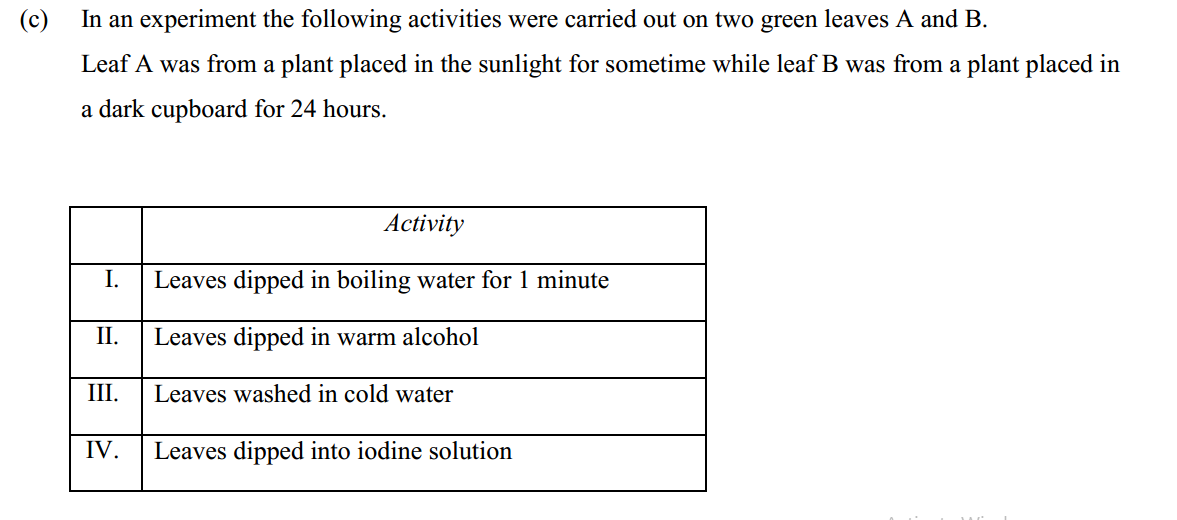 (c) In an experiment the following activities were carried out on two green leaves A and B.
Leaf A was from a plant placed in the sunlight for sometime while leaf B was from a plant placed in
a dark cupboard for 24 hours.
Activity
I. Leaves dipped in boiling water for 1 minute
II. Leaves dipped in warm alcohol
III. Leaves washed in cold water
IV. Leaves dipped into iodine solution